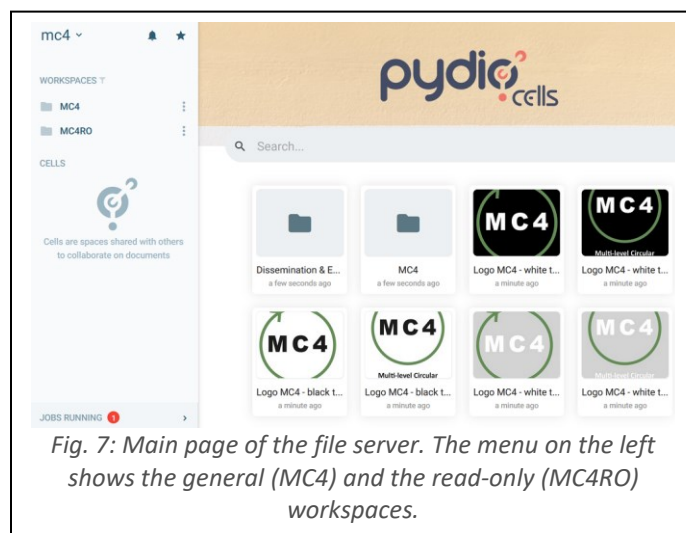 mc4
WORKSPACES
MC4
MC4RO
CELLS
Cells are spaces shared with others
to collaborate on documents
JOBS RUNNING 1
pydio
cells
Search...
MC4
MC4
Multi-level Circular
Dissemination & E...
a few seconds ago
MC4
a few seconds ago
Logo MC4 - white t...
a minute ago
Logo MC4 - white t...
a minute ago
MC4
MC4
Multi-level Circular
MC4
MC4
Multi-level Circular
Logo MC4 - black t...
a minute ago
Logo MC4 - black t...
a minute ago
Logo MC4 - white t...
a minute ago
Logo MC4 - white t...
a minute ago
Fig. 7: Main page of the file server. The menu on the left
shows the general (MC4) and the read-only (MC4RO)
workspaces.